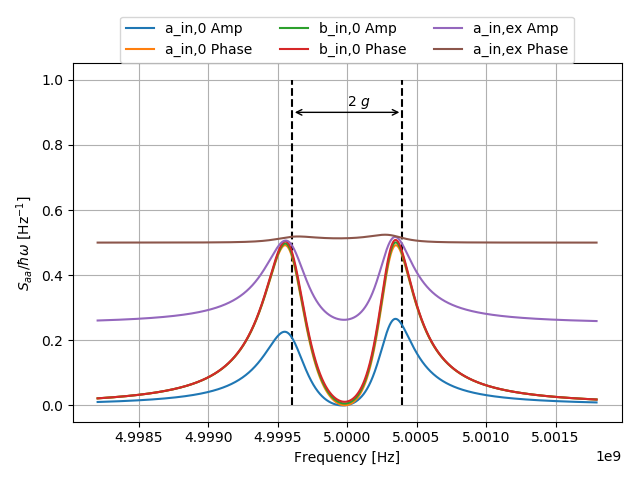 a_in,0 Amp b_in,0 Amp a_in,ex Amp
a_in,0 Phase b_in,0 Phase a_in,ex Phase
1.0
2 g
0.8
0.6
0.4
0.2
0.0
S_aa/ħω [Hz⁻¹]
4.9985 4.9990 4.9995 5.0000 5.0005 5.0010 5.0015
1e9
Frequency [Hz]